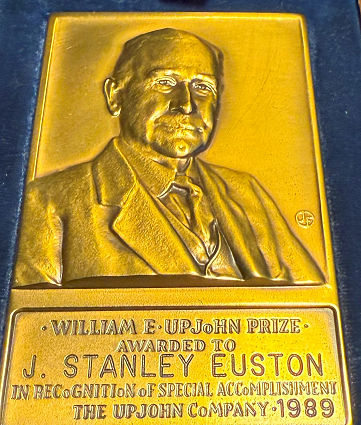 ·WILLIAM E·UPJOHN PRIZE·
AWARDED TO
J. STANLEY EUSTON
IN RECOGNITION OF SPECIAL ACCOMPLISHMENT
THE UPJOHN COMPANY·1989